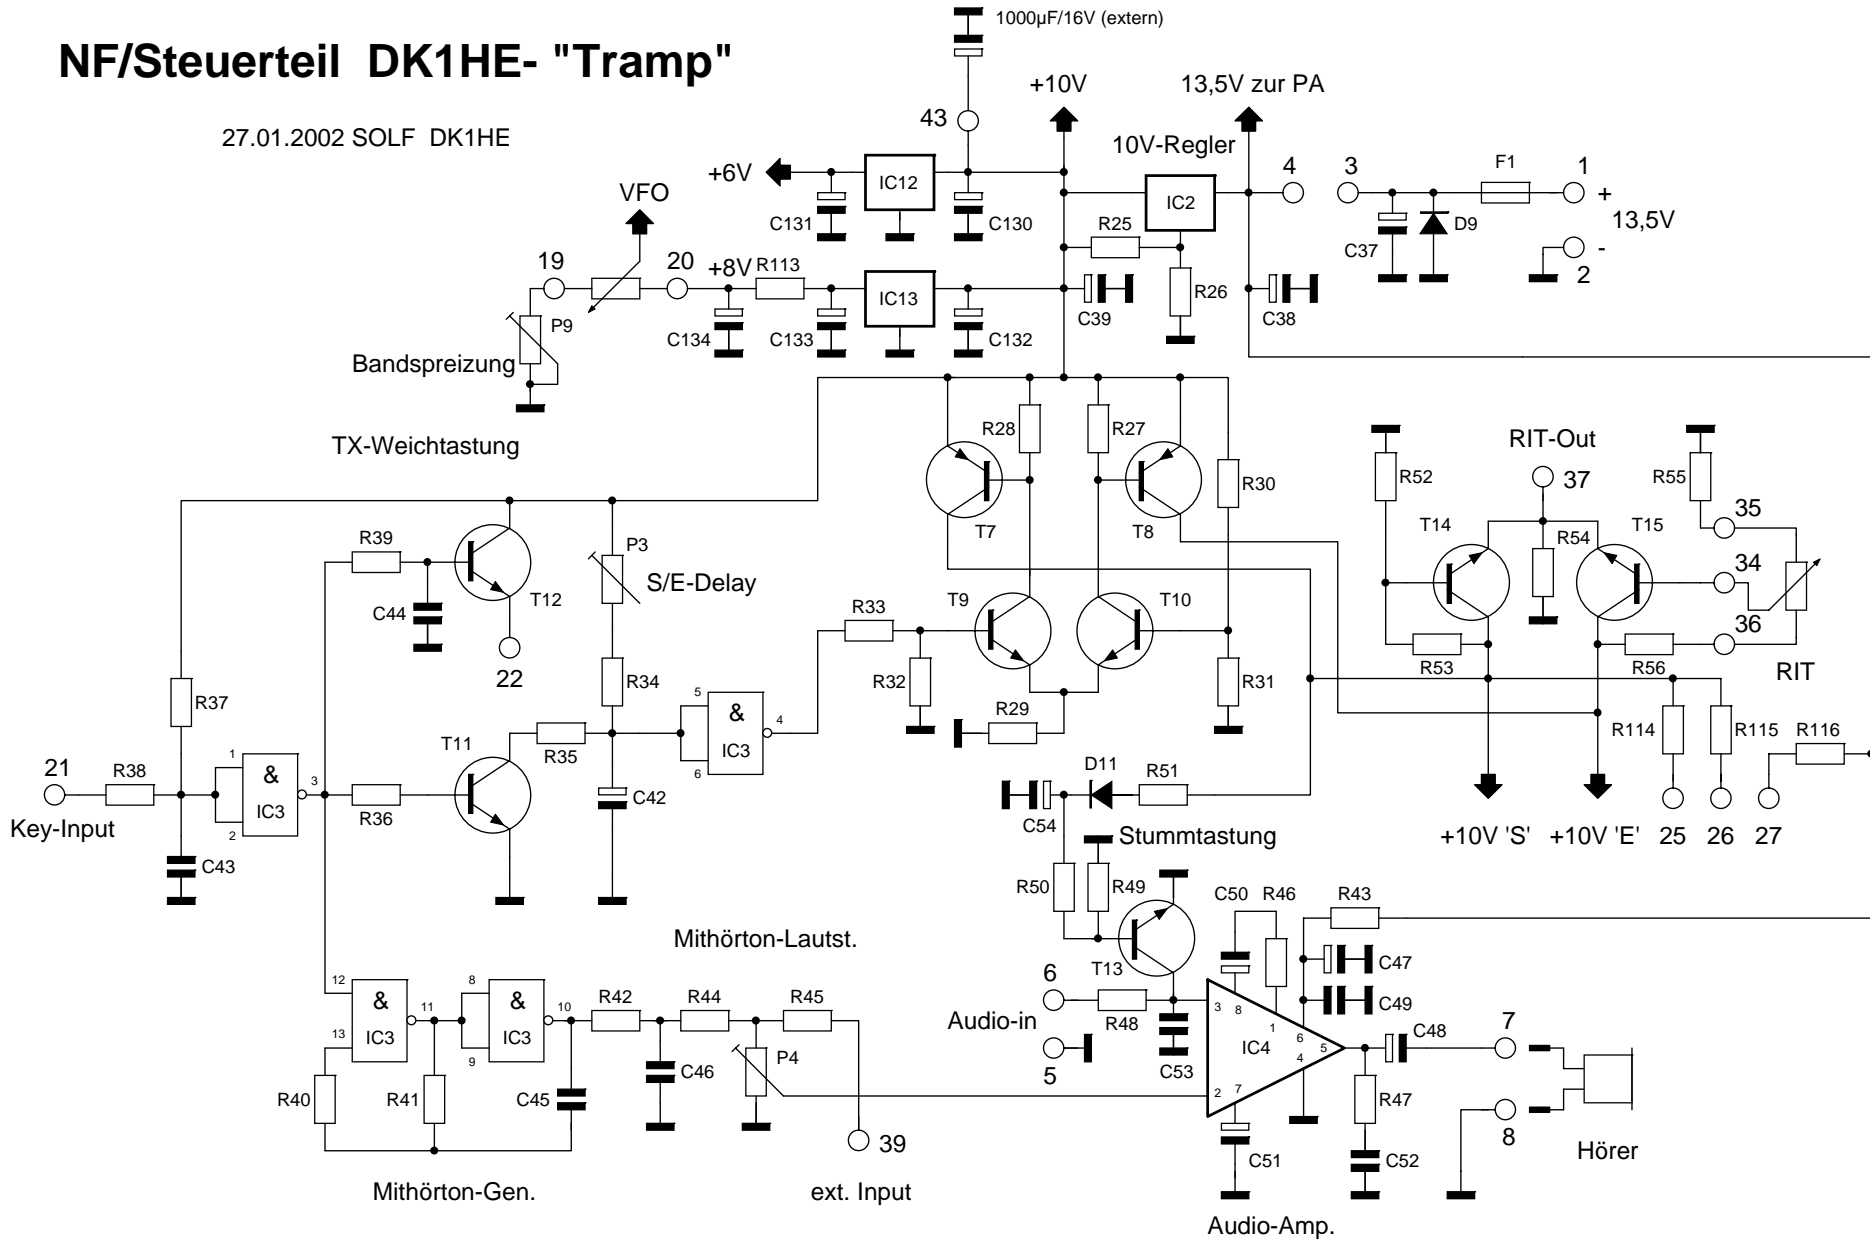 1000µF/16V (extern)
NF/Steuerteil DK1HE- "Tramp"
27.01.2002 SOLF DK1HE
43
+10V
13,5V zur PA
10V-Regler
4
3
F1
1
+
13,5V
-
2
+6V
IC12
C131
C130
IC2
R25
R26
C37
D9
VFO
19
20
+8V
R113
IC13
P9
C134
C133
C132
C39
C38
Bandspreizung
TX-Weichtastung
R28
R27
R30
T7
T8
R52
RIT-Out
37
R55
35
T14
R54
T15
34
36
R53
R56
RIT
R39
T12
C44
22
P3
S/E-Delay
R33
T9
T10
R32
R31
R29
R37
R34
T11
R35
5
6
&
IC3
4
R114
R115
R116
21
R38
Key-Input
1
2
&
IC3
3
R36
C42
C43
D11
R51
C54
Stummtastung
+10V 'S'
+10V 'E'
25
26
27
R50
R49
C50
R46
R43
T13
C47
C49
Mithörton-Lautst.
12
13
&
IC3
11
8
9
&
IC3
10
R42
R44
R45
6
R48
Audio-in
5
C53
3
8
1
6
IC4
5
4
7
2
C48
7
P4
C46
R40
R41
C45
39
R47
C51
C52
8
Hörer
Mithörton-Gen.
ext. Input
Audio-Amp.